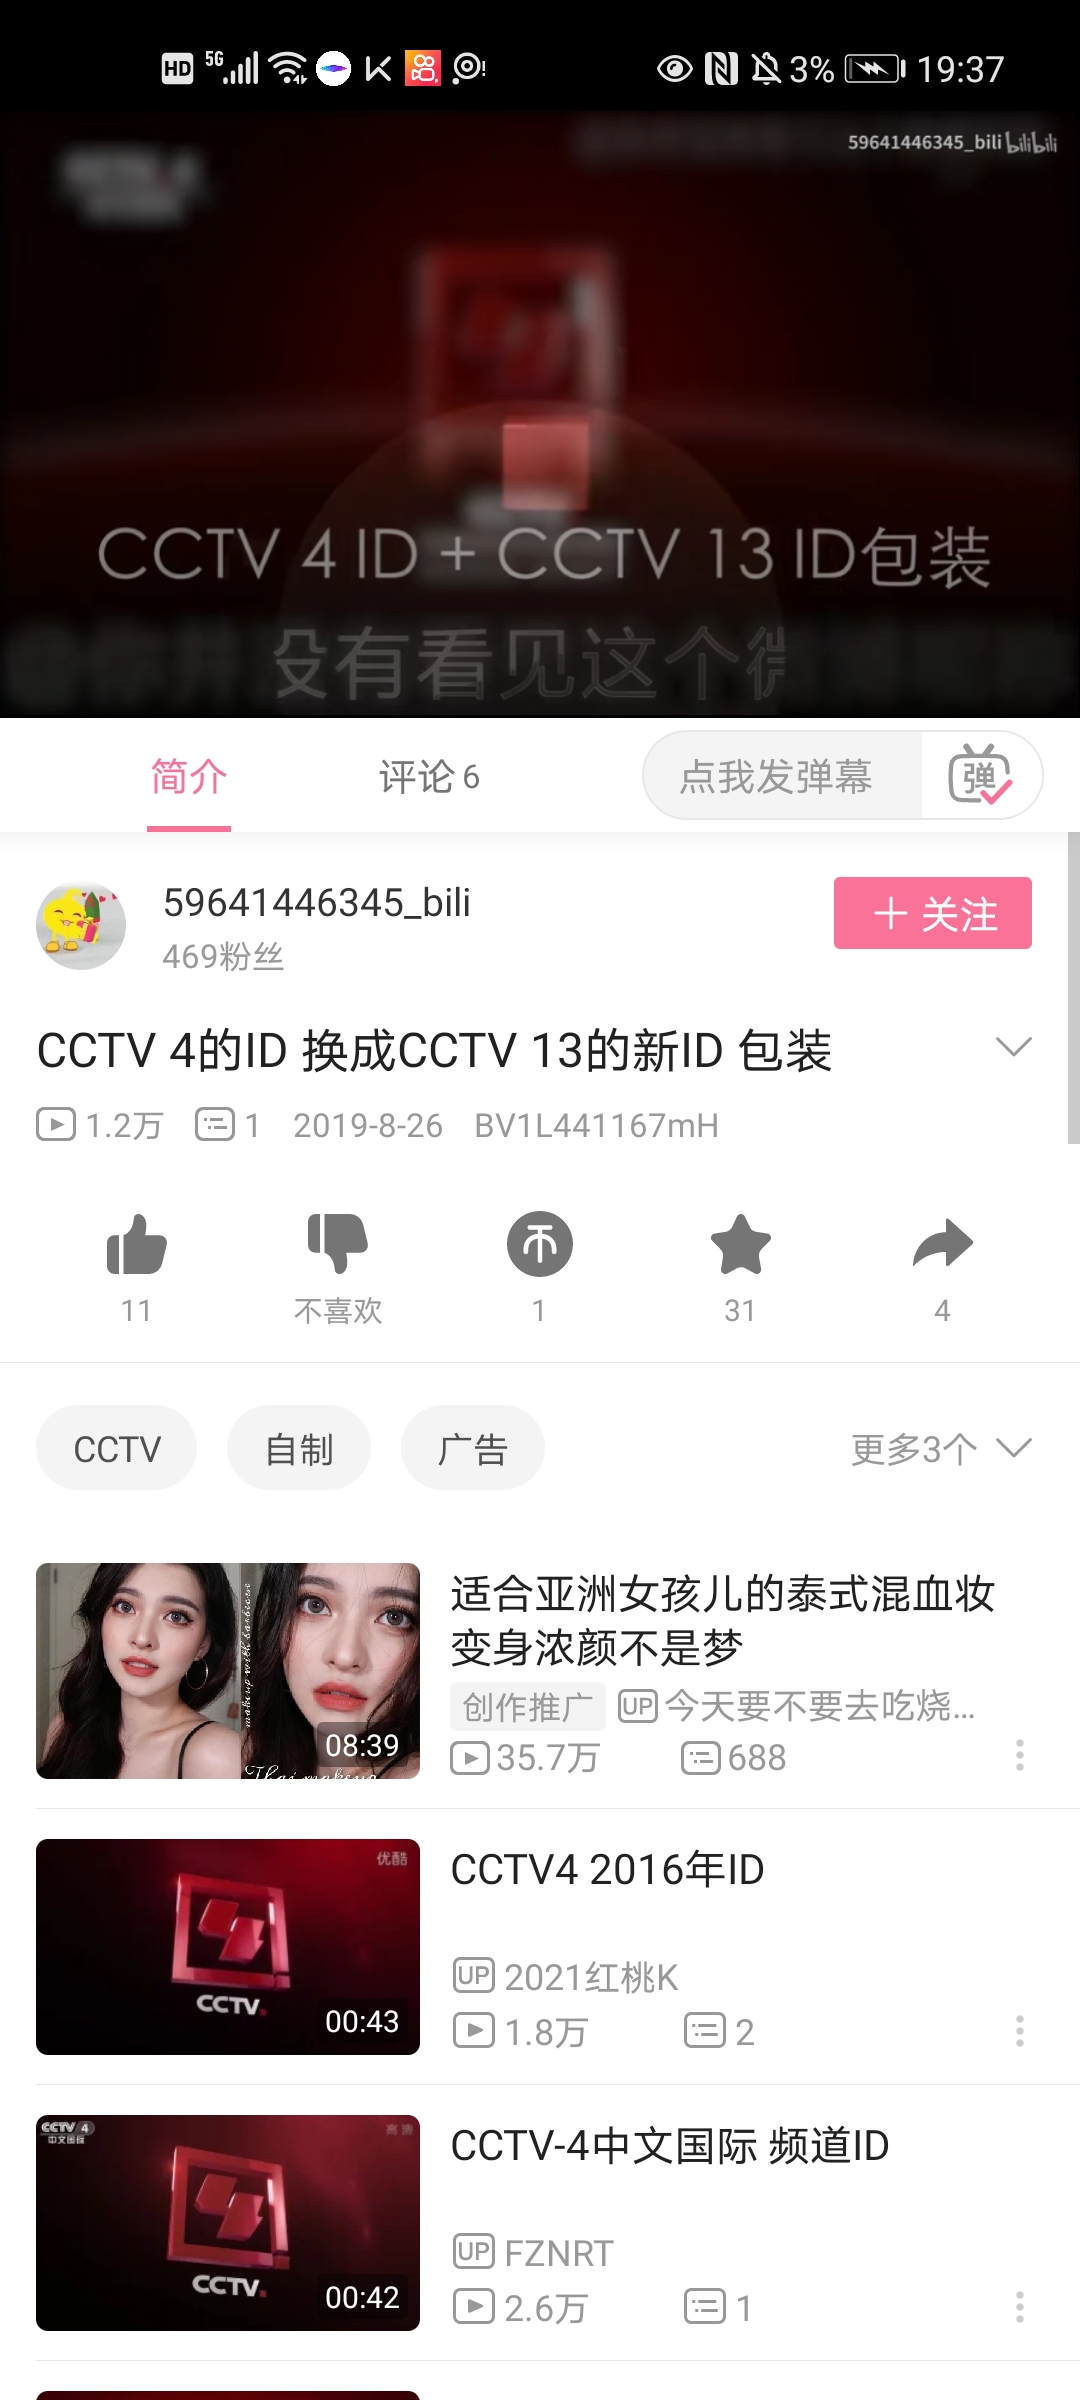 HD 5G 3% 19:37
59641446345_bili bilibili
CCTV 4 ID + CCTV 13 ID包装
没有看见这个微
简介 评论 6 点我发弹幕 弹
59641446345_bili
469粉丝
关注
CCTV 4的ID 换成CCTV 13的新ID 包装
1.2万 1 2019-8-26 BV1L441167mH
11 不喜欢 1 31 4
CCTV 自制 广告 更多3个
makeup with barbiere
Thai makeup
08:39
适合亚洲女孩儿的泰式混血妆
变身浓颜不是梦
创作推广 UP 今天要不要去吃烧...
35.7万 688
优酷
CCTV
00:43
CCTV4 2016年ID
UP 2021红桃K
1.8万 2
CCTV 4
中文国际
高清
CCTV
00:42
CCTV-4中文国际 频道ID
UP FZNRT
2.6万 1